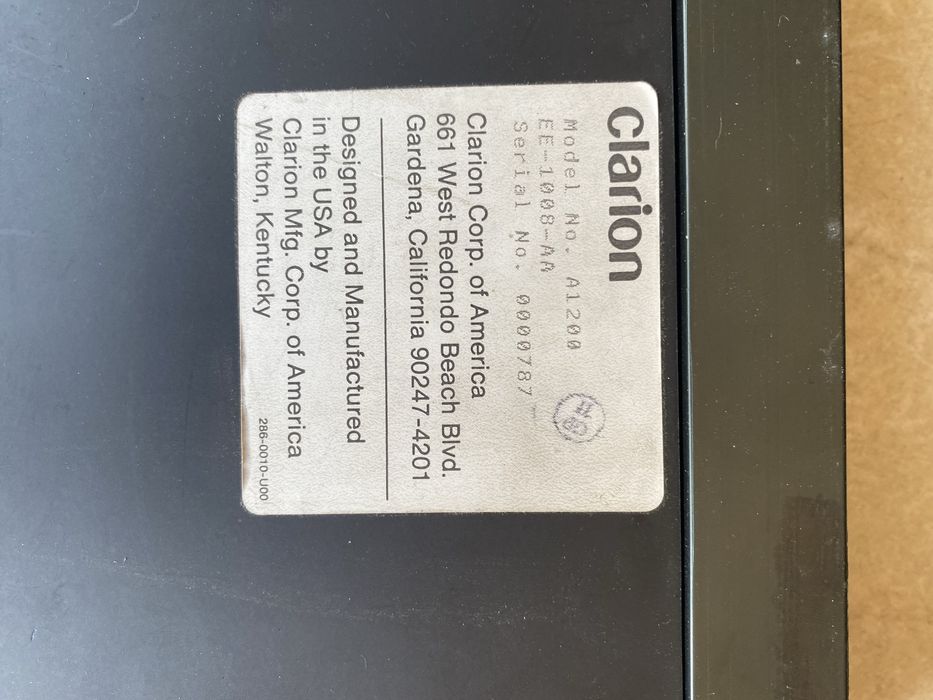 Clarion
Model No. A1200
EE-1008-AA
Serial No. 0000787
Clarion Corp. of America
661 West Redondo Beach Blvd.
Gardena, California 90247-4201
Designed and Manufactured
in the USA by
Clarion Mfg. Corp. of America
Walton, Kentucky
286-0010-U00